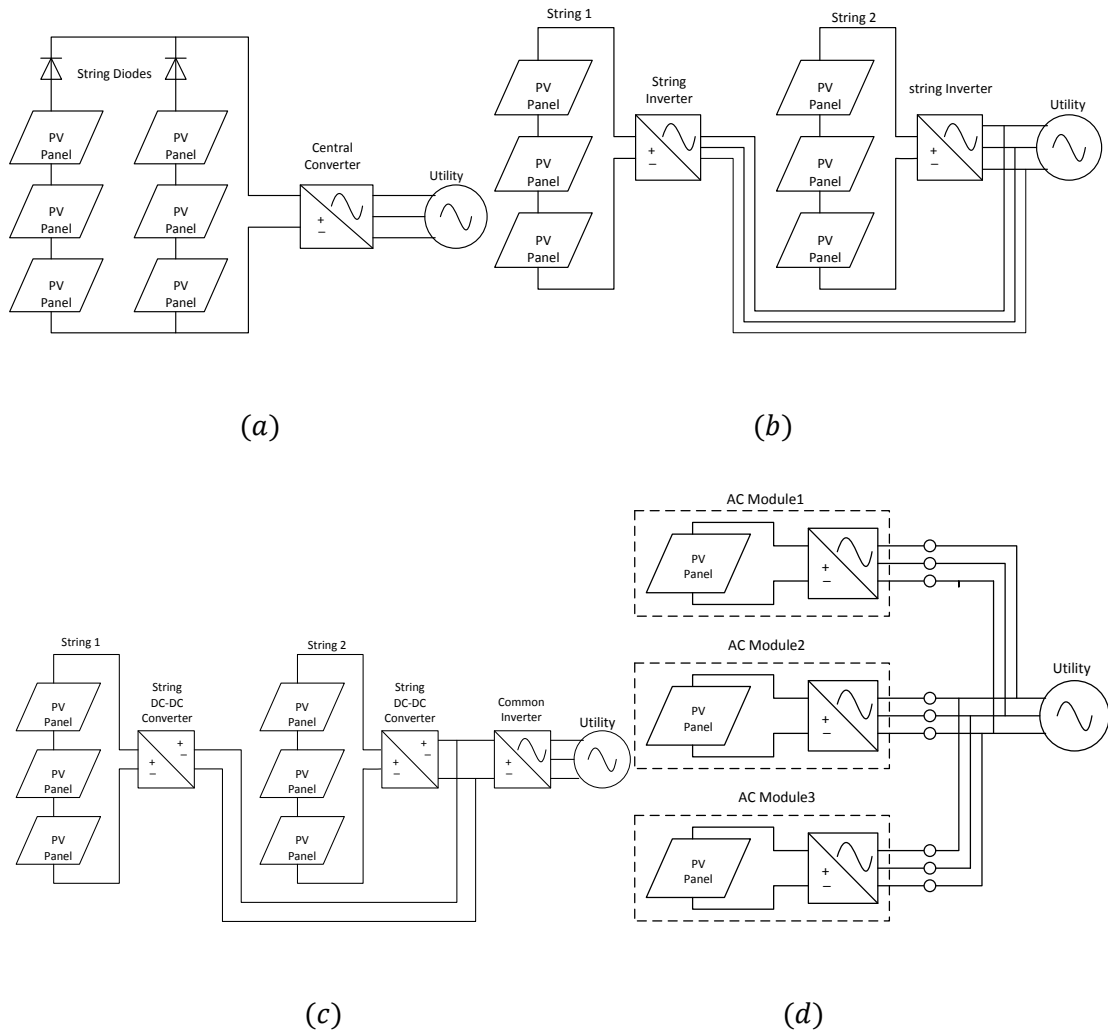 String Diodes
PV
Panel
PV
Panel
PV
Panel
PV
Panel
PV
Panel
PV
Panel
Central
Converter
+
−
Utility
(a)
String 1
PV
Panel
PV
Panel
PV
Panel
String
Inverter
+
−
String 2
PV
Panel
PV
Panel
PV
Panel
string Inverter
+
−
Utility
(b)
String 1
PV
Panel
PV
Panel
PV
Panel
String
DC-DC
Converter
+
−
+
−
String 2
PV
Panel
PV
Panel
PV
Panel
String
DC-DC
Converter
+
−
+
−
Common
Inverter
+
−
Utility
(c)
AC Module1
PV
Panel
+
−
AC Module2
PV
Panel
+
−
AC Module3
PV
Panel
+
−
Utility
(d)